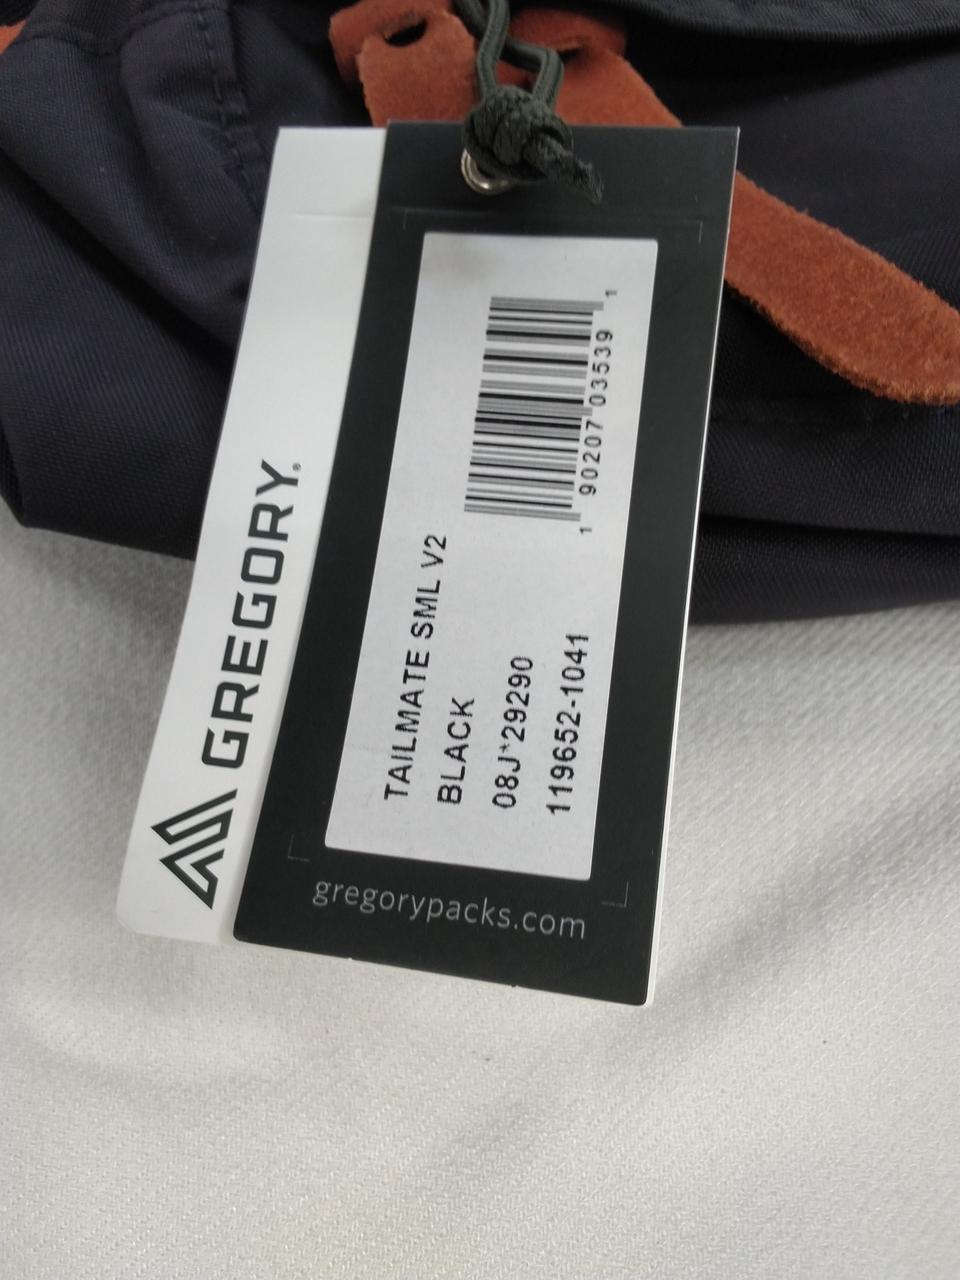 GREGORY®
TAILMATE SML V2
BLACK
08J*29290
119652-1041
1 90207 03539 1
gregorypacks.com